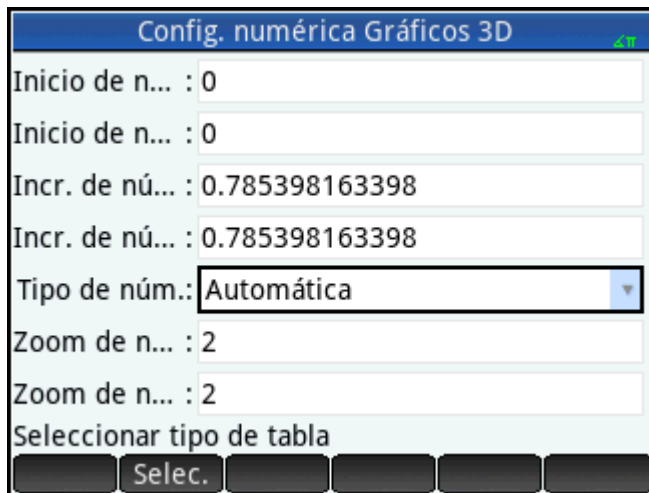 Config. numérica Gráficos 3D ∡π
Inicio de n... : 0
Inicio de n... : 0
Incr. de nú... : 0.785398163398
Incr. de nú... : 0.785398163398
Tipo de núm.: Automática
Zoom de n... : 2
Zoom de n... : 2
Seleccionar tipo de tabla
Selec.